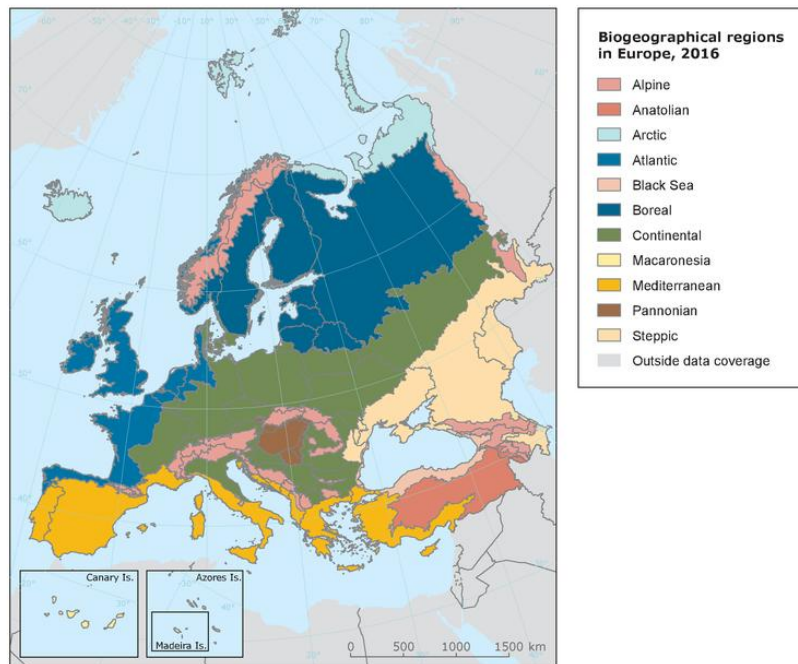 Biogeographical regions
in Europe, 2016
Alpine
Anatolian
Arctic
Atlantic
Black Sea
Boreal
Continental
Macaronesia
Mediterranean
Pannonian
Steppic
Outside data coverage
Canary Is.
Azores Is.
Madeira Is.
0 500 1000 1500 km